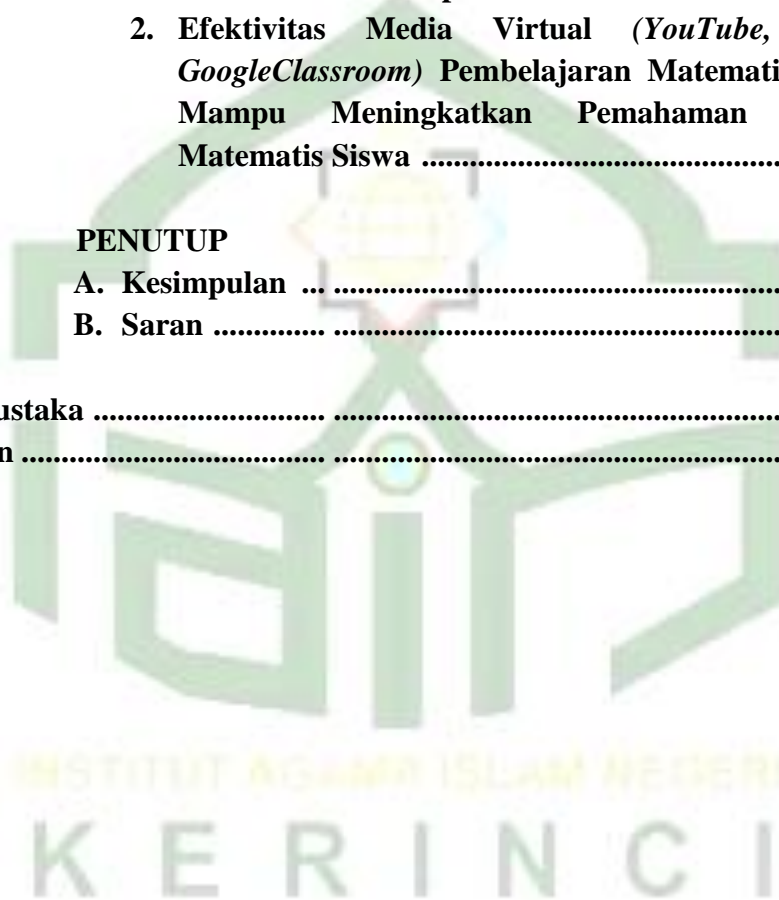 2. Efektivitas Media Virtual (YouTube,
GoogleClassroom) Pembelajaran Matemati
Mampu Meningkatkan Pemahaman
Matematis Siswa ................................................
PENUTUP
A. Kesimpulan ... .........................................................
B. Saran .............. .........................................................
ustaka ............................. .........................................................
n ...................................... .........................................................
INSTITUT AGAMA ISLAM NEGERI
KERINCI